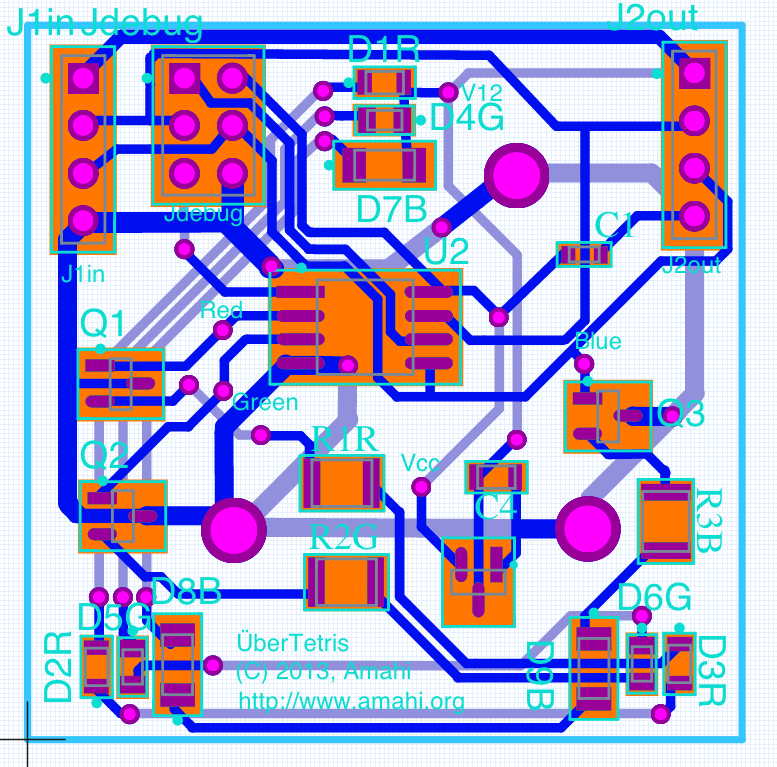 J1in Jdebug
J2out
D1R
V12
D4G
D7B
Jdebug
C1
U2
J1in
J2out
Red
Q1
Blue
Green
Q3
R1R
Q2
Vcc
C4
R3B
R2G
D8B
D5G
D6G
D2R
ÜberTetris
(C) 2013, Amahi
http://www.amahi.org
D9B
D3R